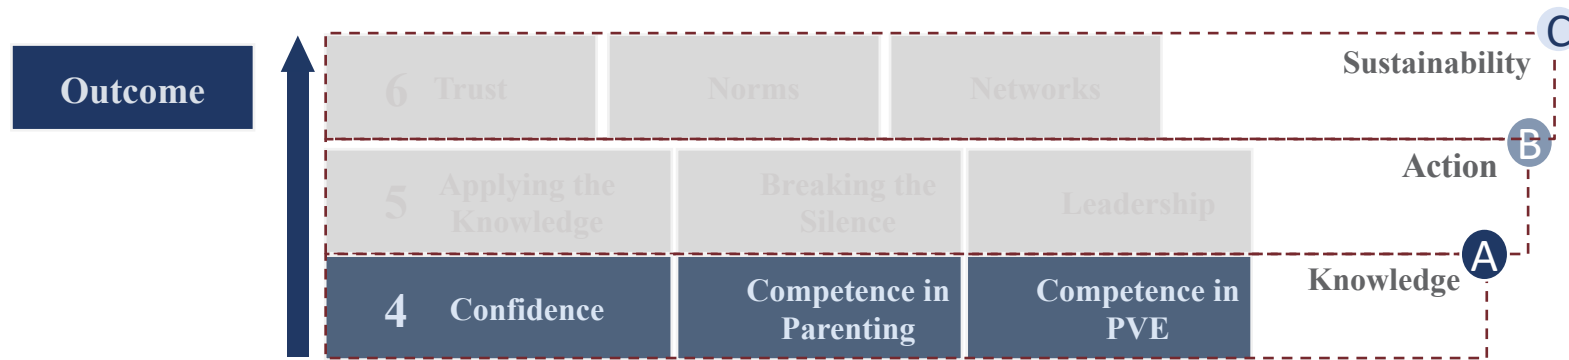 Outcome
6 Trust
Norms
Networks
Sustainability
C
5 Applying the
Knowledge
Breaking the
Silence
Leadership
Action
B
4 Confidence
Competence in
Parenting
Competence in
PVE
Knowledge
A